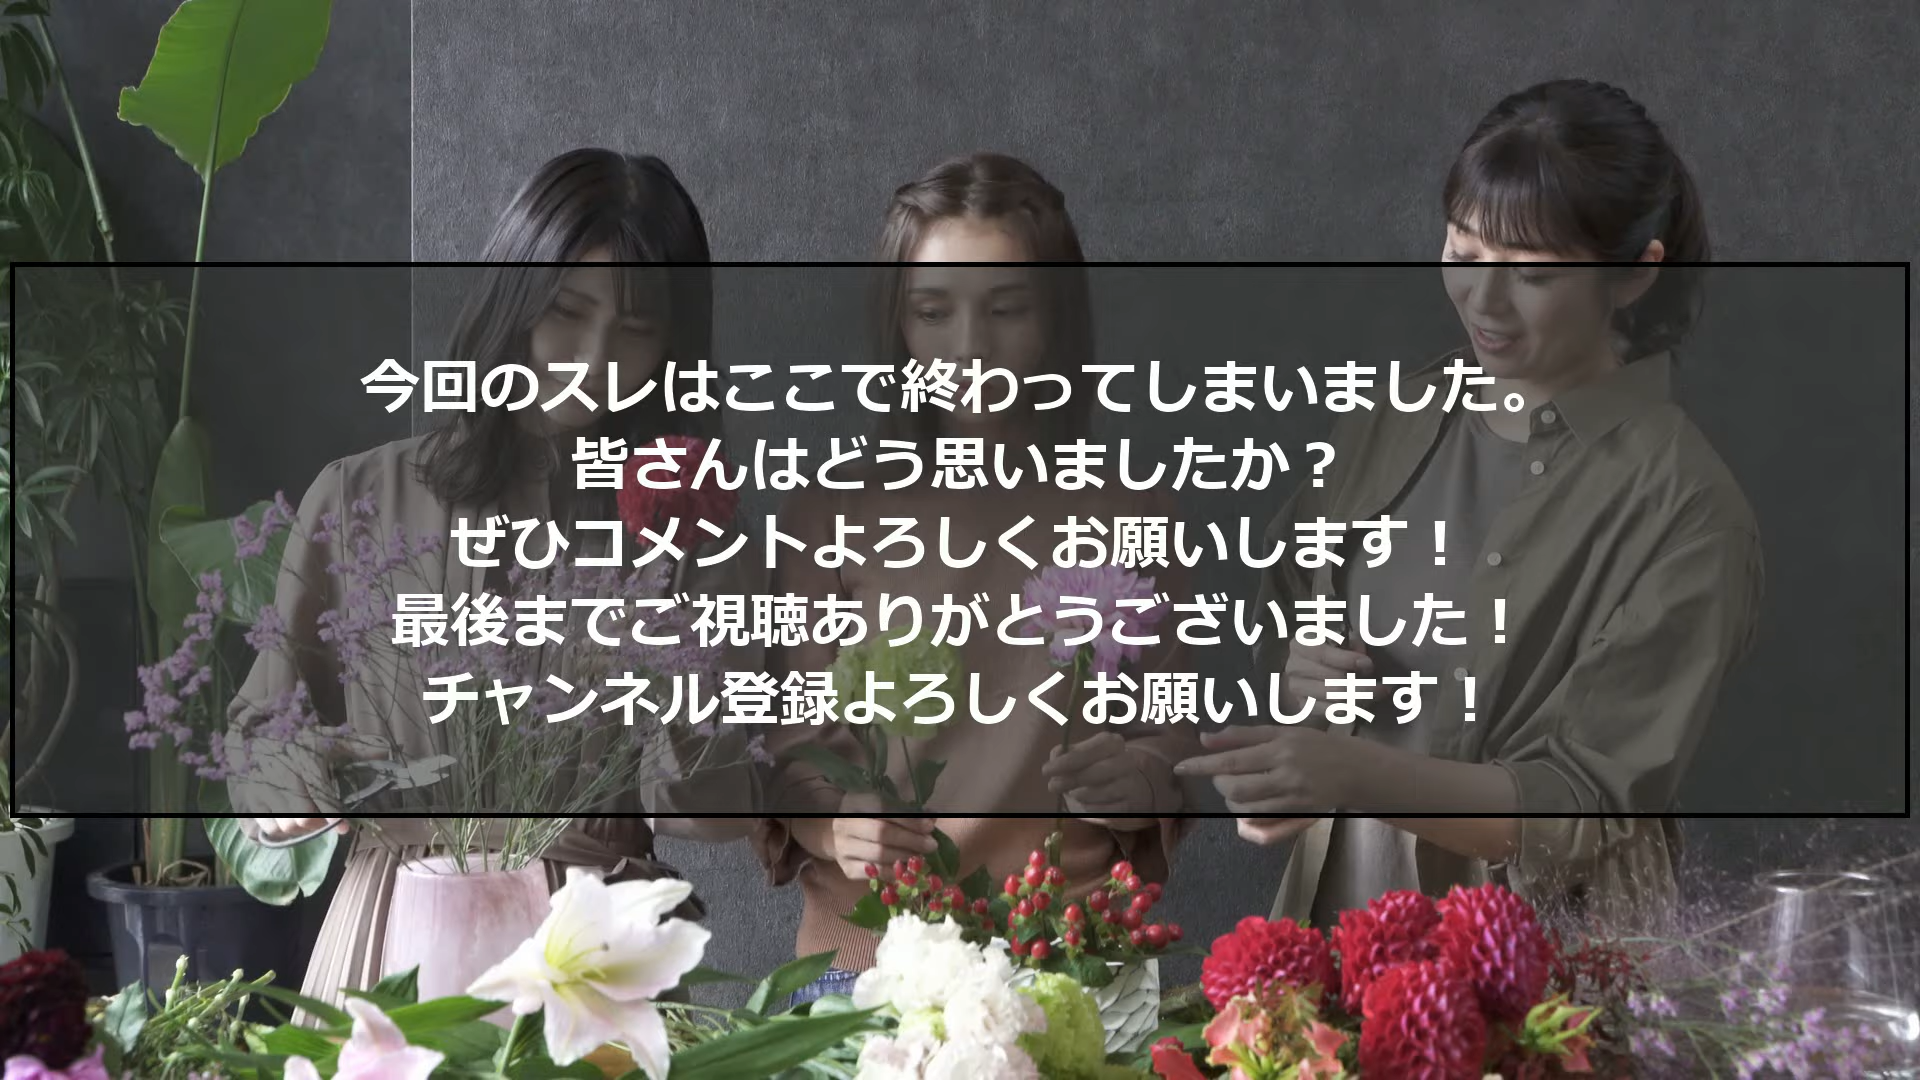 今回のスレはここで終わってしまいました。
皆さんはどう思いましたか？
ぜひコメントよろしくお願いします！
最後までご視聴ありがとうございました！
チャンネル登録よろしくお願いします！